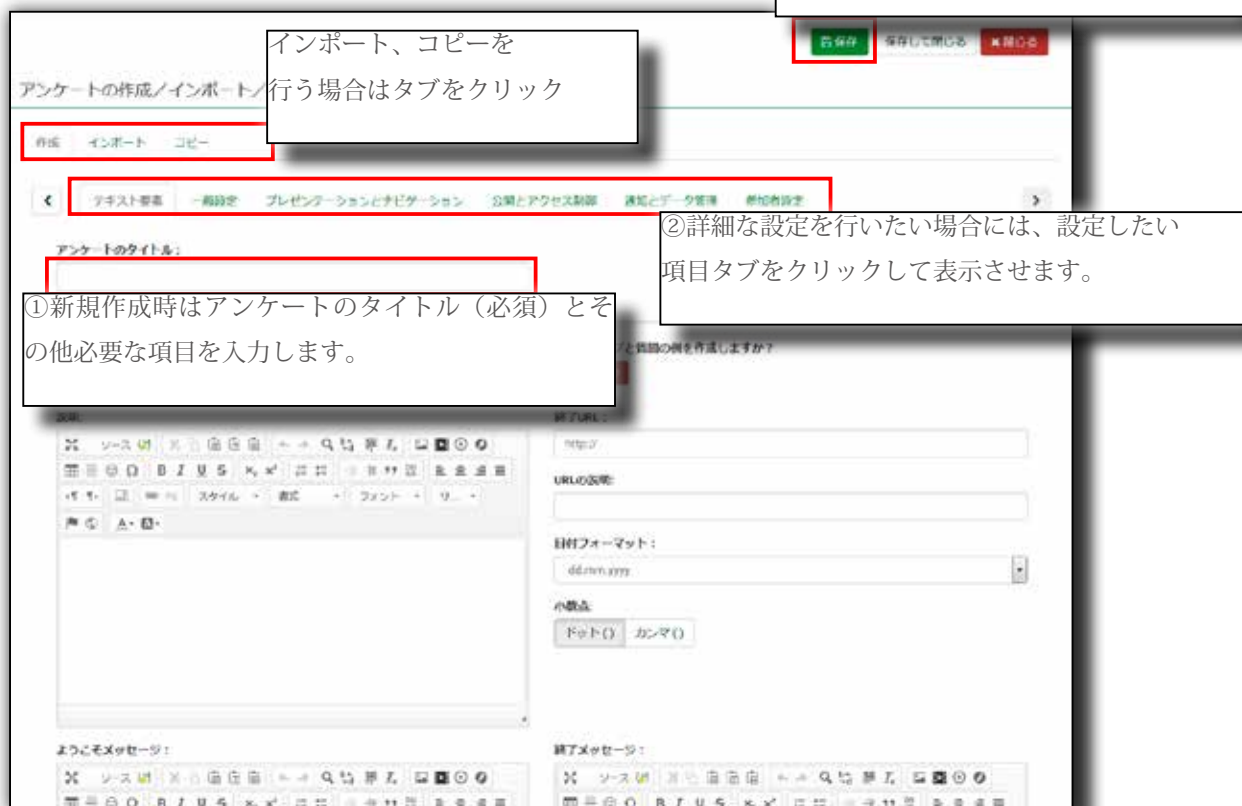 保存 保存して閉じる ✖閉じる
インポート、コピーを
行う場合はタブをクリック
アンケートの作成/インポート/
作成 インポート コピー
テキスト要素 一般設定 プレゼンテーションとナビゲーション 公開とアクセス制御 通知とデータ管理 参加者設定
②詳細な設定を行いたい場合には、設定したい
項目タブをクリックして表示させます。
アンケートのタイトル:
①新規作成時はアンケートのタイトル（必須）とそ
の他必要な項目を入力します。
と質問の例を作成しますか?
説明:
終了URL:
http://
ソース
B I U S
スタイル 書式 フォント サ...
URLの説明:
日付フォーマット:
dd.mm.yyyy
小数点:
ドット() カンマ()
ようこそメッセージ:
終了メッセージ:
ソース
B I U S
ソース
B I U S